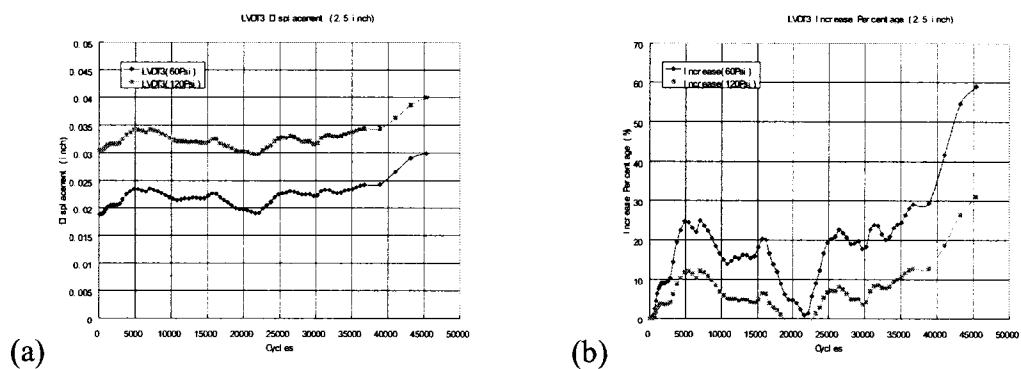 LVDT3 Displacement (2.5 inch)
0.05
0.045
0.04
0.035
0.03
0.025
0.02
0.015
0.01
0.005
0
Displacement (inch)
LVDT3(60Psi)
LVDT3(120Psi)
0 5000 10000 15000 20000 25000 30000 35000 40000 45000 50000
Cycles
(a)
LVDT3 Increase Percentage (2.5 inch)
70
60
50
40
30
20
10
0
Increase Percentage (%)
Increase(60Psi)
Increase(120Psi)
0 5000 10000 15000 20000 25000 30000 35000 40000 45000 50000
Cycles
(b)